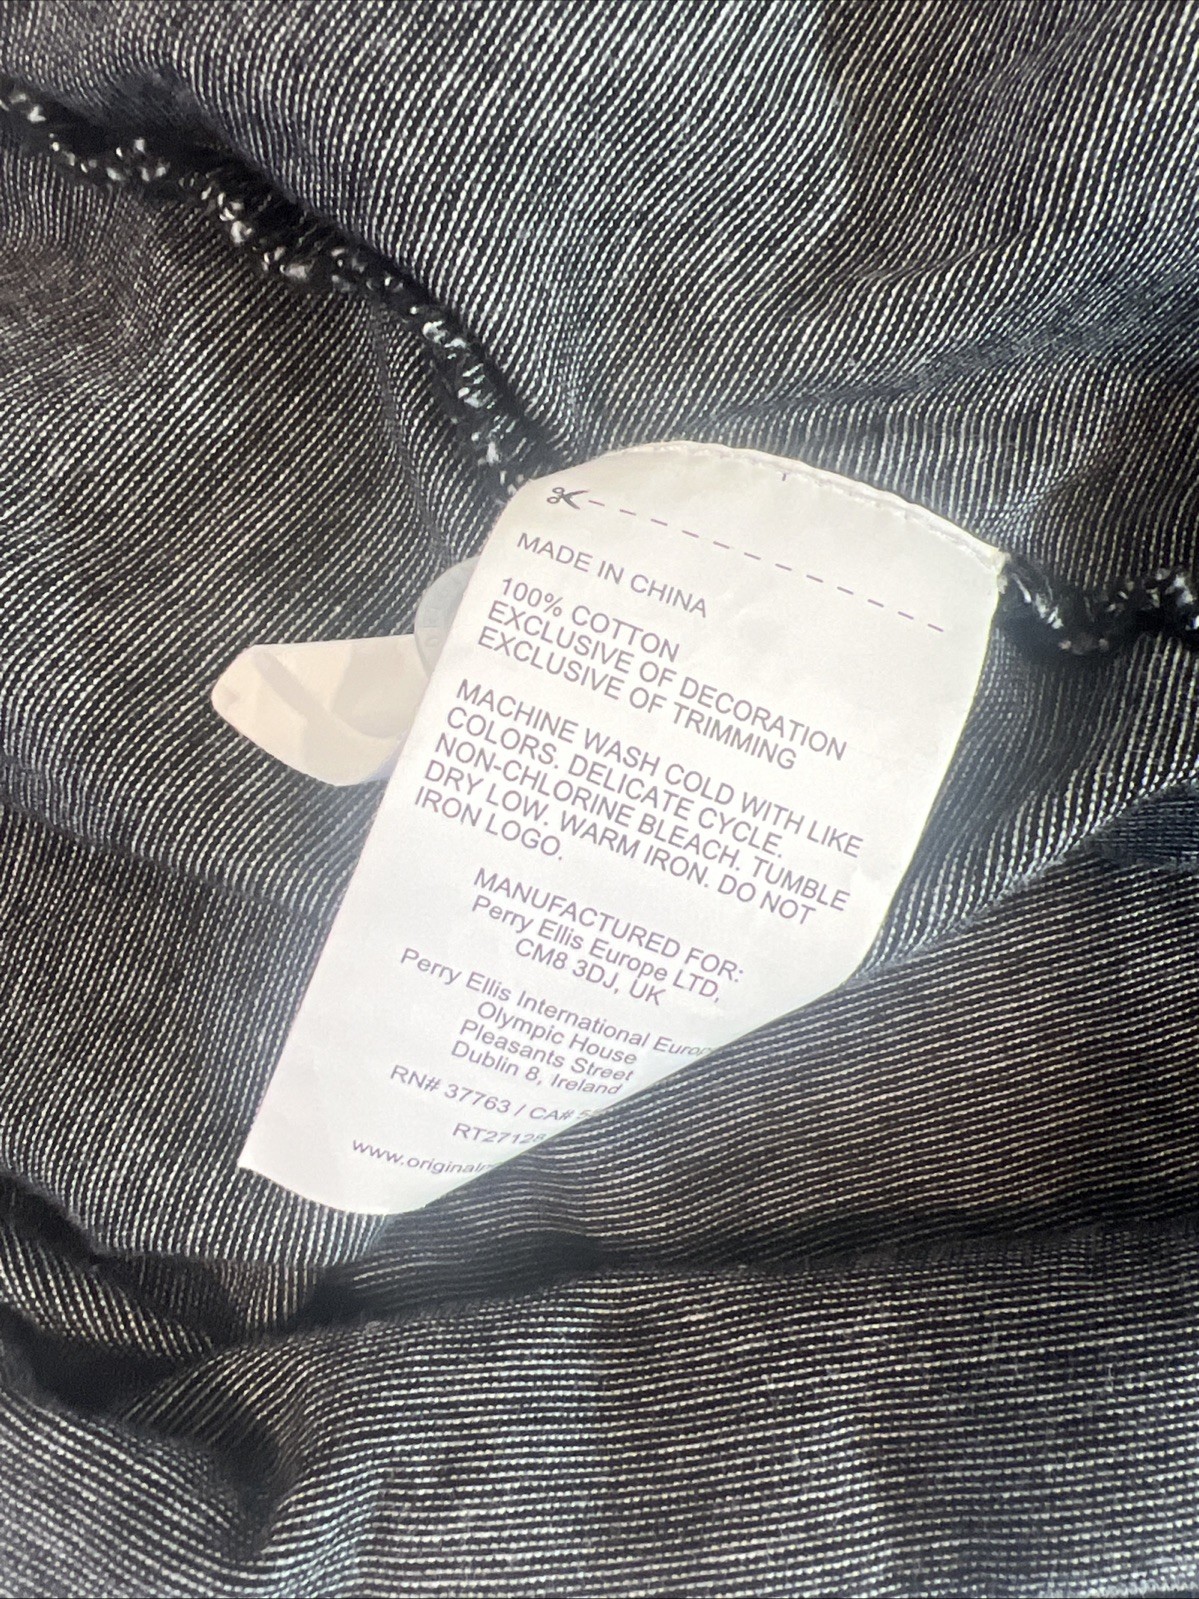 MADE IN CHINA
100% COTTON
EXCLUSIVE OF DECORATION
EXCLUSIVE OF TRIMMING
MACHINE WASH COLD WITH LIKE
COLORS. DELICATE CYCLE.
NON-CHLORINE BLEACH. TUMBLE
DRY LOW. WARM IRON. DO NOT
IRON LOGO.
MANUFACTURED FOR:
Perry Ellis Europe LTD,
CM8 3DJ, UK
Perry Ellis International
Olympic House
Pleasants Street
Dublin 8, Ireland
RN# 37763 / CA#